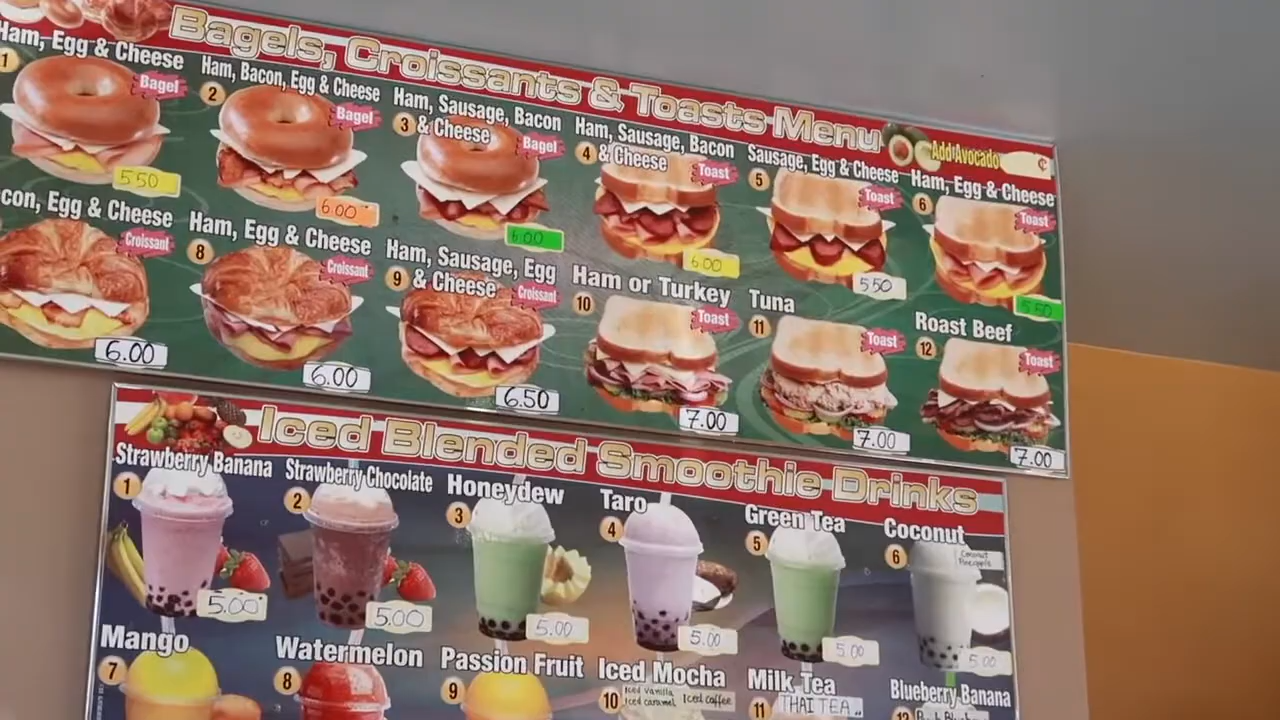 Bagels, Croissants & Toasts Menu
Add Avocado ¢
1 Ham, Egg & Cheese
Bagel
5.50
2 Ham, Bacon, Egg & Cheese
Bagel
6.00
Ham, Sausage, Bacon
3 & Cheese
Bagel
6.00
Ham, Sausage, Bacon
4 & Cheese
Toast
6.00
Sausage, Egg & Cheese
5
Toast
5.50
Ham, Egg & Cheese
6
Toast
5.50
con, Egg & Cheese
Croissant
6.00
Ham, Egg & Cheese
8
Croissant
6.00
Ham, Sausage, Egg
9 & Cheese
Croissant
6.50
Ham or Turkey
10
Toast
7.00
Tuna
11
Toast
7.00
Roast Beef
12
Toast
7.00
Iced Blended Smoothie Drinks
Strawberry Banana
1
5.00
Strawberry Chocolate
2
5.00
Honeydew
3
5.00
Taro
4
5.00
Green Tea
5
5.00
Coconut
6
Coconut
Pineapple
5.00
Mango
7
Watermelon
8
Passion Fruit
9
Iced Mocha
10
Iced Vanilla
Iced caramel
Iced coffee
Milk Tea
11
THAI TEA
Blueberry Banana